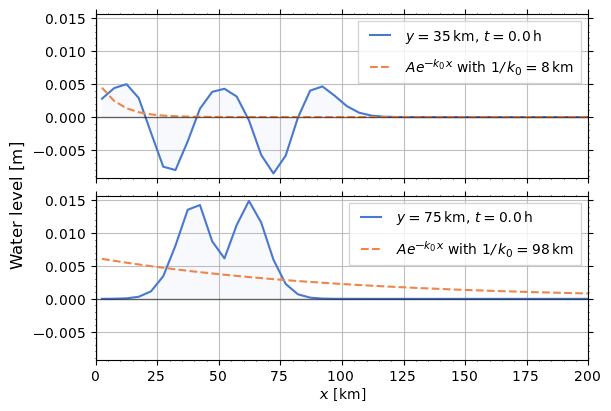 0.015
0.010
0.005
0.000
−0.005
y = 35 km, t = 0.0 h
Ae^{−k₀x} with 1/k₀ = 8 km
Water level [m]
0.015
0.010
0.005
0.000
−0.005
y = 75 km, t = 0.0 h
Ae^{−k₀x} with 1/k₀ = 98 km
0 25 50 75 100 125 150 175 200
x [km]